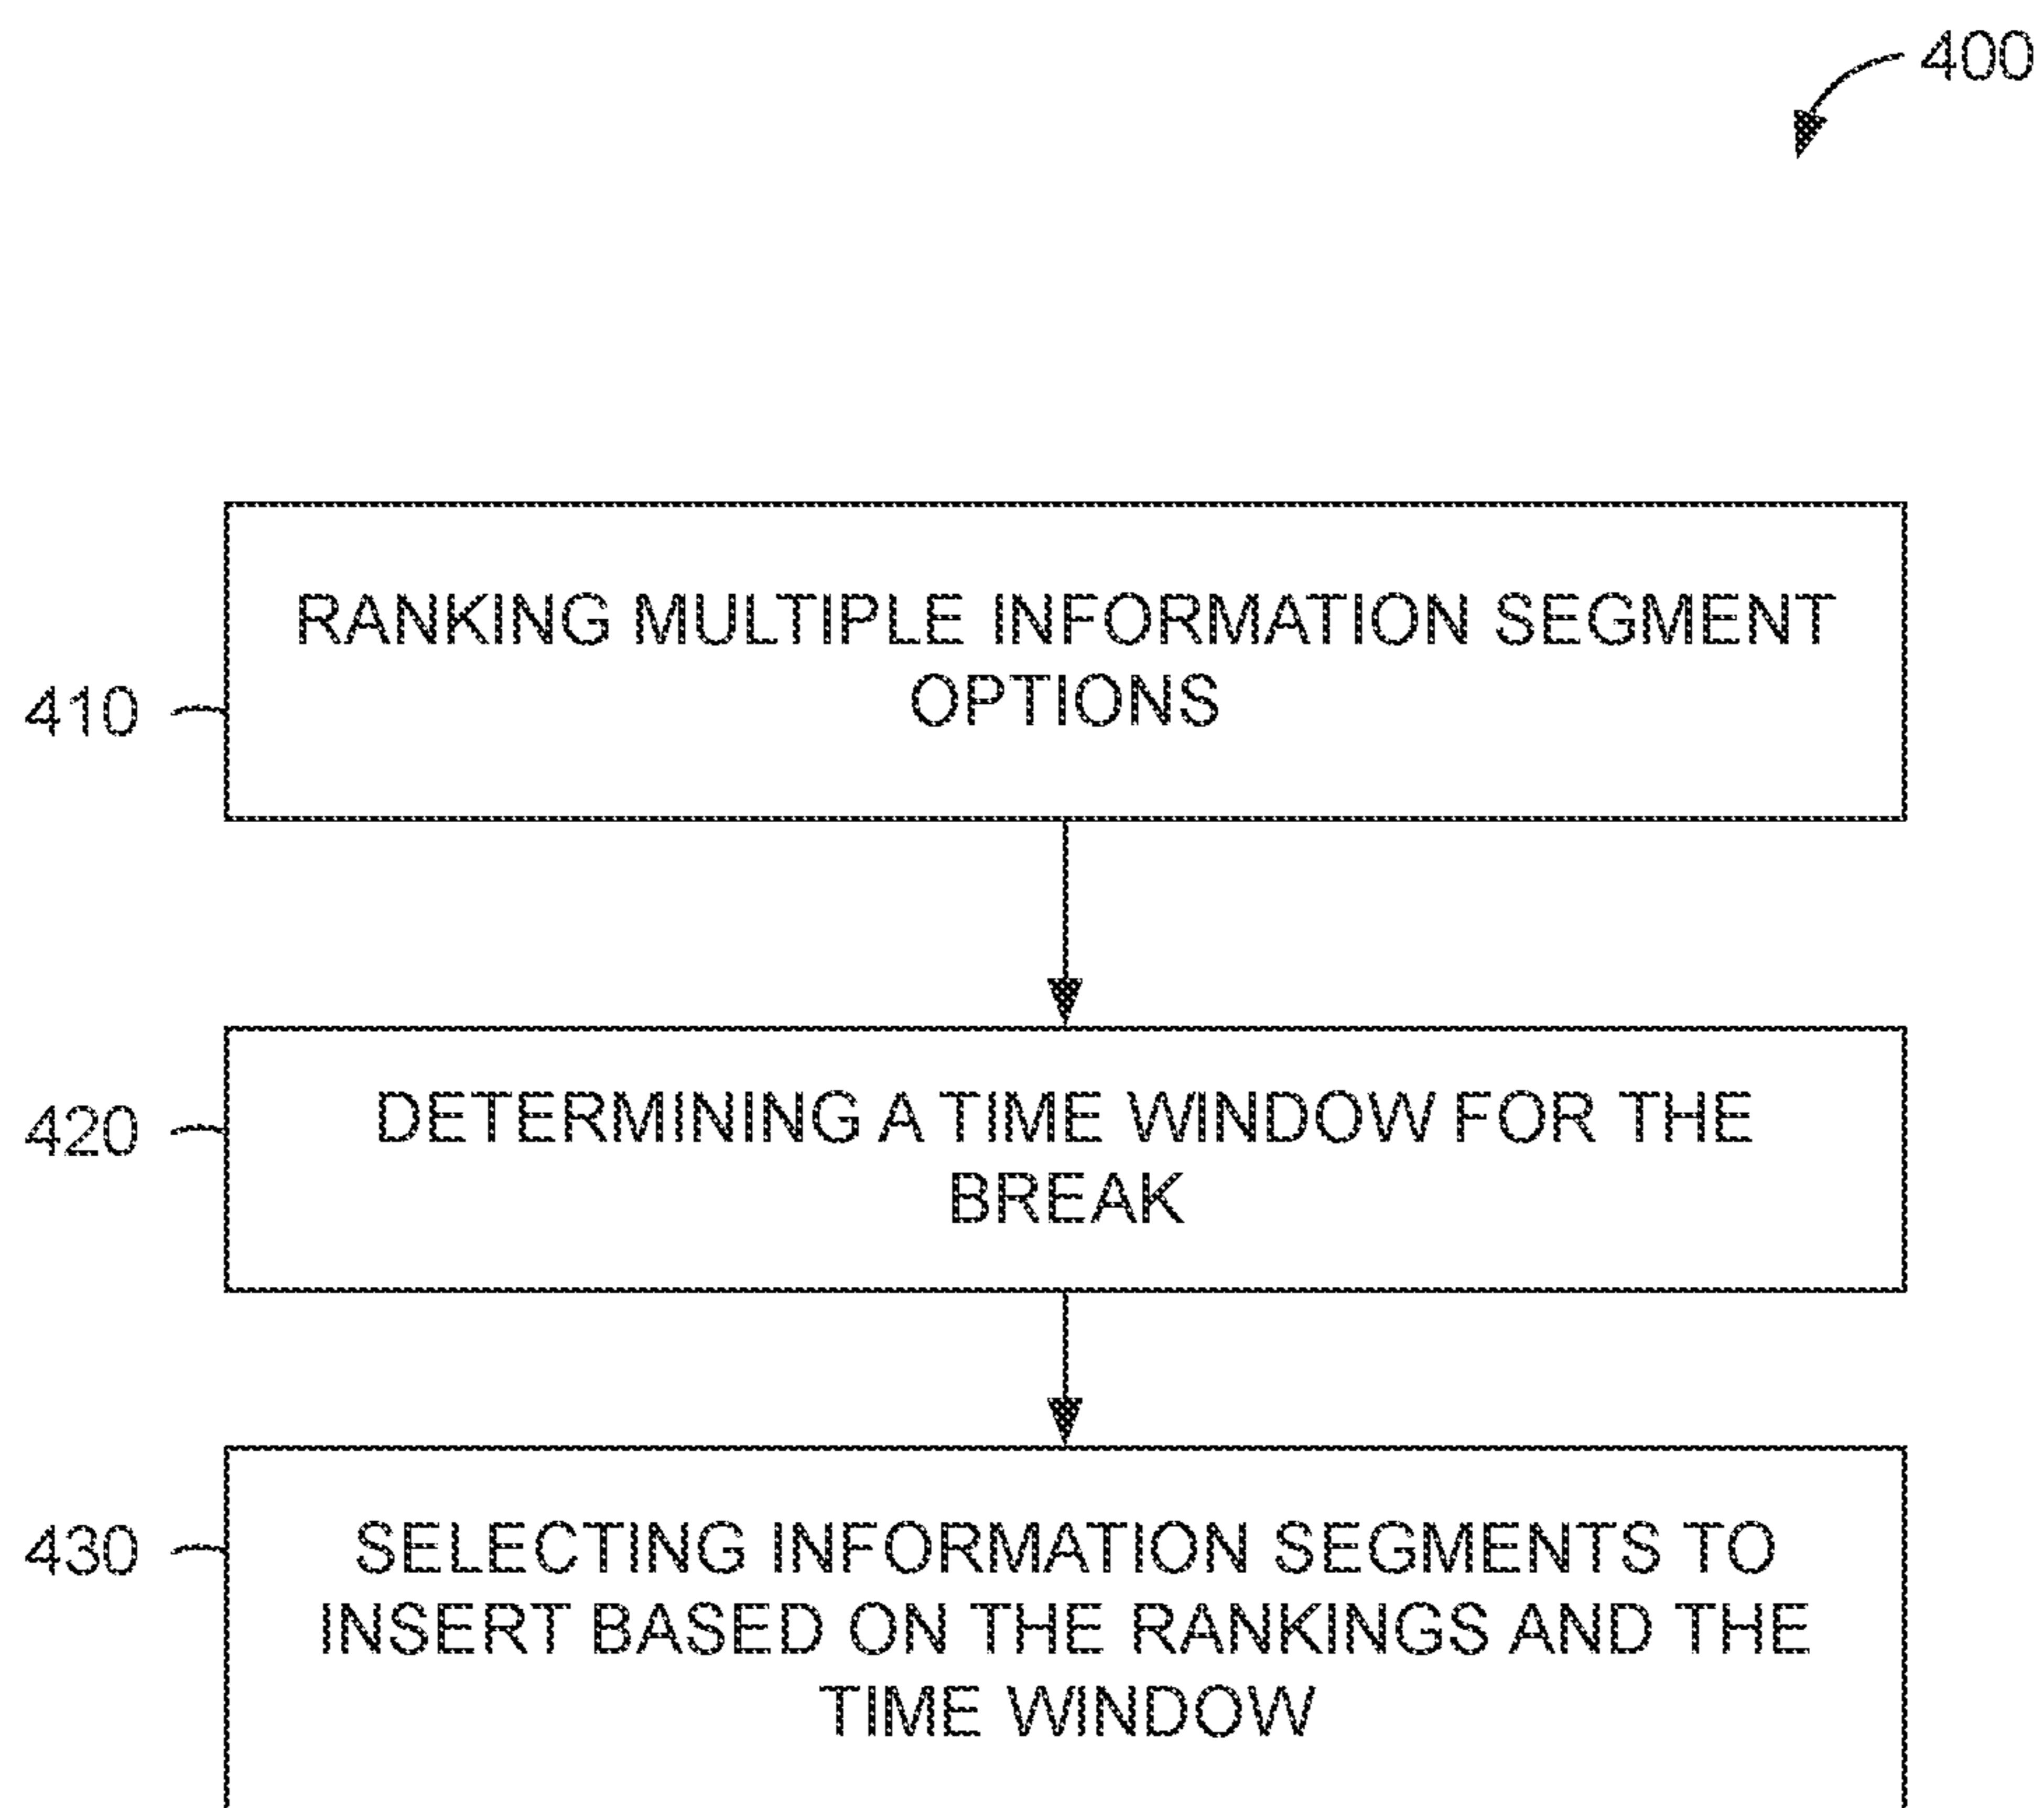 400
RANKING MULTIPLE INFORMATION SEGMENT
OPTIONS
410
DETERMINING A TIME WINDOW FOR THE
BREAK
420
SELECTING INFORMATION SEGMENTS TO
INSERT BASED ON THE RANKINGS AND THE
TIME WINDOW
430